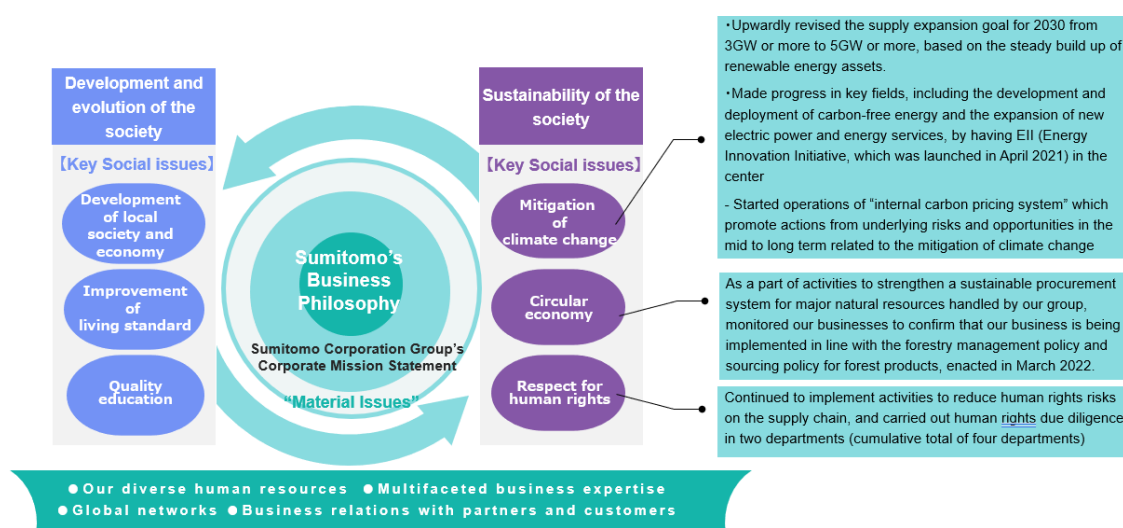 Development and
evolution of the
society
【Key Social issues】
Development
of local
society and
economy
Improvement
of
living standard
Quality
education
Sumitomo's
Business
Philosophy
Sumitomo Corporation Group's
Corporate Mission Statement
“Material Issues”
Sustainability of the
society
【Key Social issues】
Mitigation
of
climate change
Circular
economy
Respect for
human rights
・Upwardly revised the supply expansion goal for 2030 from
3GW or more to 5GW or more, based on the steady build up of
renewable energy assets.
・Made progress in key fields, including the development and
deployment of carbon-free energy and the expansion of new
electric power and energy services, by having EII (Energy
Innovation Initiative, which was launched in April 2021) in the
center
- Started operations of “internal carbon pricing system” which
promote actions from underlying risks and opportunities in the
mid to long term related to the mitigation of climate change
As a part of activities to strengthen a sustainable procurement
system for major natural resources handled by our group,
monitored our businesses to confirm that our business is being
implemented in line with the forestry management policy and
sourcing policy for forest products, enacted in March 2022.
Continued to implement activities to reduce human rights risks
on the supply chain, and carried out human rights due diligence
in two departments (cumulative total of four departments)
●Our diverse human resources ●Multifaceted business expertise
●Global networks ●Business relations with partners and customers